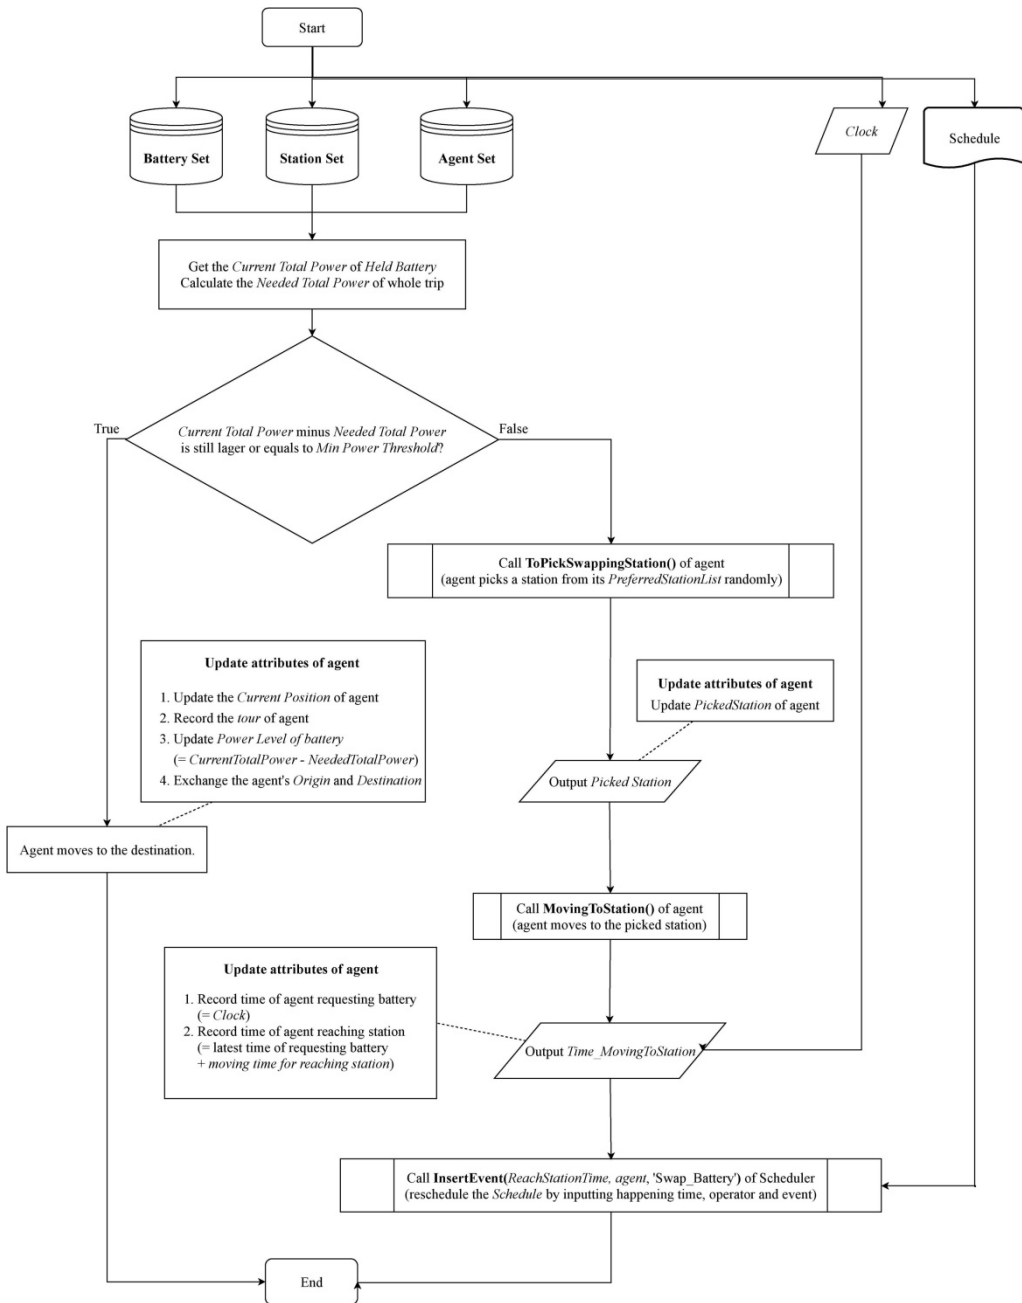 Start
Battery Set
Station Set
Agent Set
Clock
Schedule
Get the Current Total Power of Held Battery
Calculate the Needed Total Power of whole trip
True
False
Current Total Power minus Needed Total Power
is still lager or equals to Min Power Threshold?
Call ToPickSwappingStation() of agent
(agent picks a station from its PreferredStationList randomly)
Update attributes of agent
1. Update the Current Position of agent
2. Record the tour of agent
3. Update Power Level of battery
(= CurrentTotalPower - NeededTotalPower)
4. Exchange the agent's Origin and Destination
Update attributes of agent
Update PickedStation of agent
Output Picked Station
Agent moves to the destination.
Call MovingToStation() of agent
(agent moves to the picked station)
Update attributes of agent
1. Record time of agent requesting battery
(= Clock)
2. Record time of agent reaching station
(= latest time of requesting battery
+ moving time for reaching station)
Output Time_MovingToStation
Call InsertEvent(ReachStationTime, agent, 'Swap_Battery') of Scheduler
(reschedule the Schedule by inputting happening time, operator and event)
End